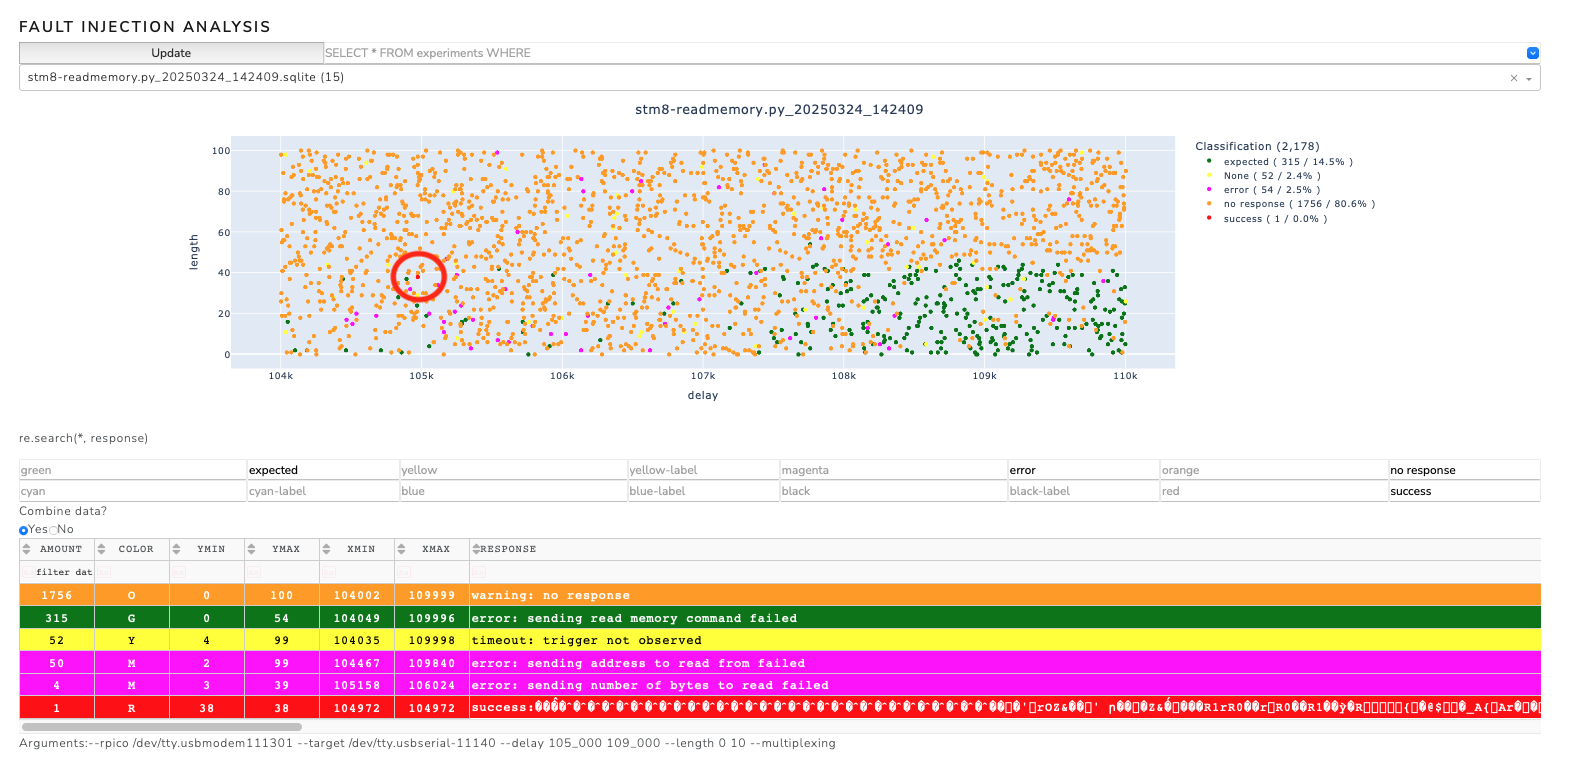 FAULT INJECTION ANALYSIS
Update SELECT * FROM experiments WHERE
stm8-readmemory.py_20250324_142409.sqlite (15)
stm8-readmemory.py_20250324_142409
Classification (2,178)
expected ( 315 / 14.5% )
None ( 52 / 2.4% )
error ( 54 / 2.5% )
no response ( 1756 / 80.6% )
success ( 1 / 0.0% )
length
100
80
60
40
20
0
104k 105k 106k 107k 108k 109k 110k
delay
re.search(*, response)
green expected yellow yellow-label magenta error orange no response
cyan cyan-label blue blue-label black black-label red success
Combine data?
Yes No
AMOUNT COLOR YMIN YMAX XMIN XMAX RESPONSE
filter dat
1756 O 0 100 104002 109999 warning: no response
315 G 0 54 104049 109996 error: sending read memory command failed
52 Y 4 99 104035 109998 timeout: trigger not observed
50 M 2 99 104467 109840 error: sending address to read from failed
4 M 3 39 105158 106024 error: sending number of bytes to read failed
1 R 38 38 104972 104972 success:
Arguments:--rpico /dev/tty.usbmodem111301 --target /dev/tty.usbserial-11140 --delay 105_000 109_000 --length 0 10 --multiplexing